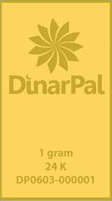 DinarPal
1 gram
24 K
DP0603-000001